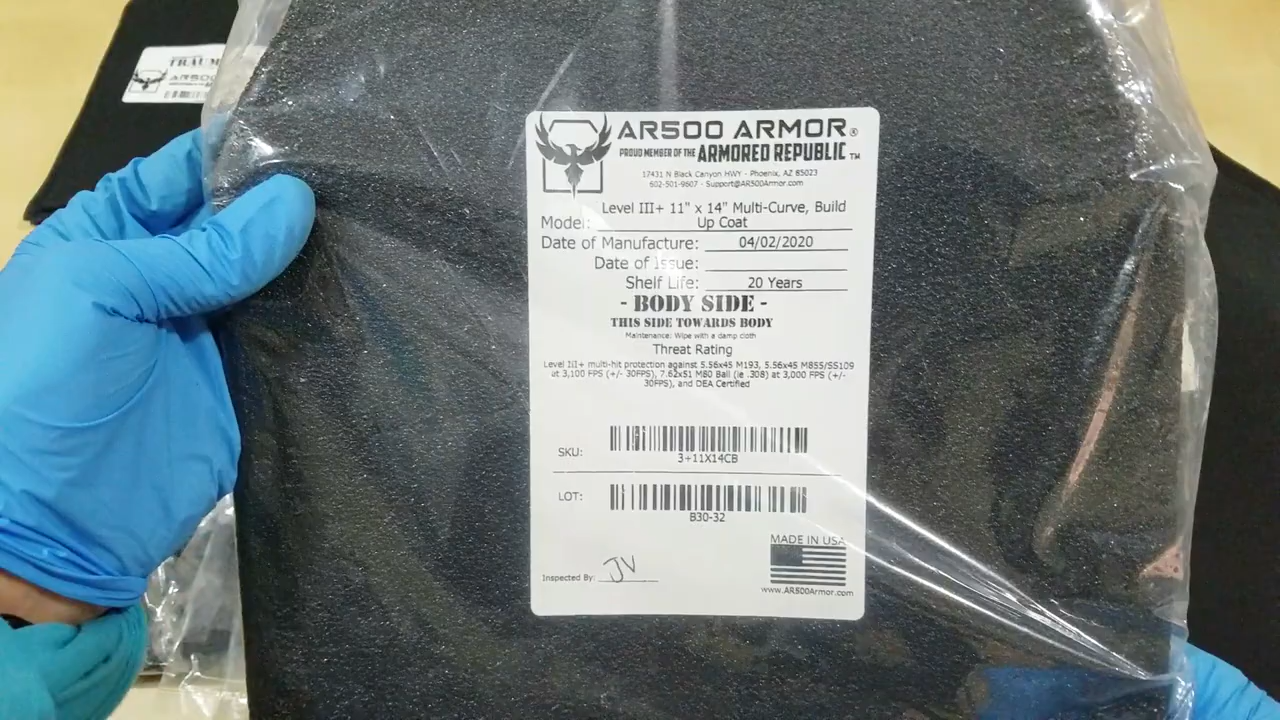 TRAUM
AR500
AR500 ARMOR®
PROUD MEMBER OF THE ARMORED REPUBLIC™
17431 N Black Canyon HWY - Phoenix, AZ 85023
602-501-9607 - Support@AR500Armor.com
Level III+ 11" x 14" Multi-Curve, Build
Model: Up Coat
Date of Manufacture: 04/02/2020
Date of Issue:
Shelf Life: 20 Years
- BODY SIDE -
THIS SIDE TOWARDS BODY
Maintenance: Wipe with a damp cloth
Threat Rating
Level III+ multi-hit protection against 5.56x45 M193, 5.56x45 M855/SS109
at 3,100 FPS (+/- 30FPS), 7.62x51 M80 Ball (ie .308) at 3,000 FPS (+/-
30FPS), and DEA Certified
SKU:
3+11X14CB
LOT:
B30-32
MADE IN USA
Inspected By: JV
www.AR500Armor.com